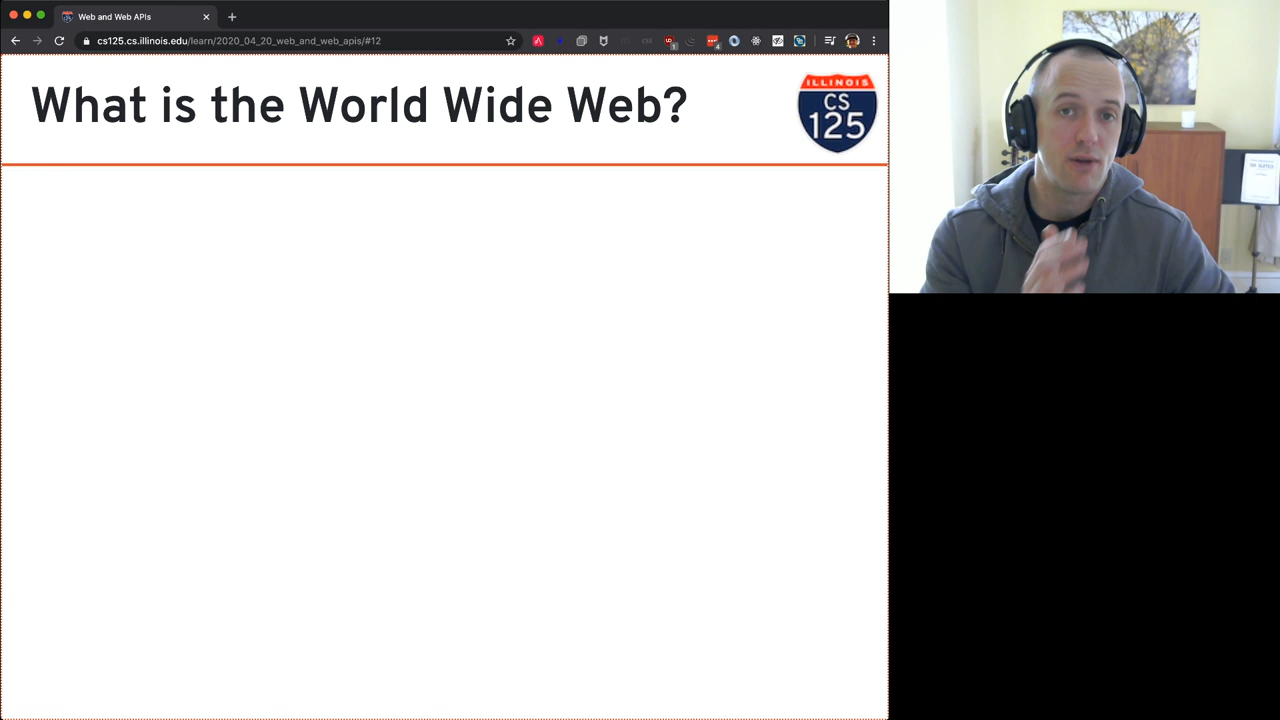 Web and Web APIs
cs125.cs.illinois.edu/learn/2020_04_20_web_and_web_apis/#12
What is the World Wide Web?
ILLINOIS
CS
125